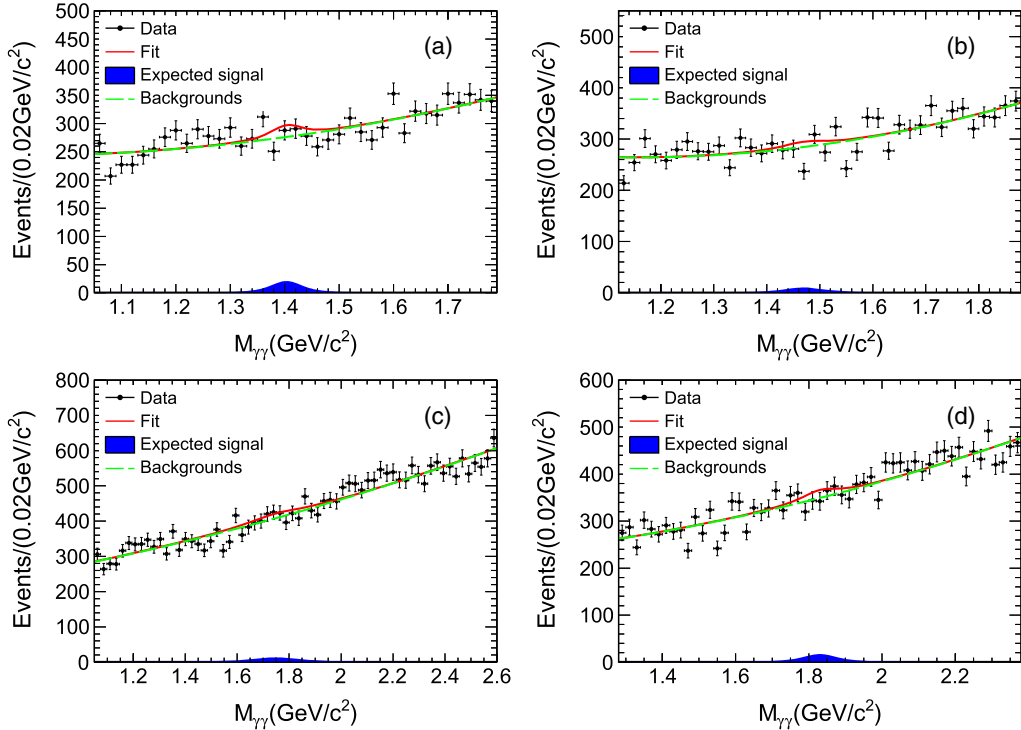 Events/(0.02GeV/c²)
500
450
400
350
300
250
200
150
100
50
0
Data
Fit
Expected signal
Backgrounds
(a)
1.1 1.2 1.3 1.4 1.5 1.6 1.7
M_γγ(GeV/c²)
Events/(0.02GeV/c²)
500
400
300
200
100
0
Data
Fit
Expected signal
Backgrounds
(b)
1.2 1.3 1.4 1.5 1.6 1.7 1.8
M_γγ(GeV/c²)
Events/(0.02GeV/c²)
800
700
600
500
400
300
200
100
0
Data
Fit
Expected signal
Backgrounds
(c)
1.2 1.4 1.6 1.8 2 2.2 2.4 2.6
M_γγ(GeV/c²)
Events/(0.02GeV/c²)
600
500
400
300
200
100
0
Data
Fit
Expected signal
Backgrounds
(d)
1.4 1.6 1.8 2 2.2
M_γγ(GeV/c²)